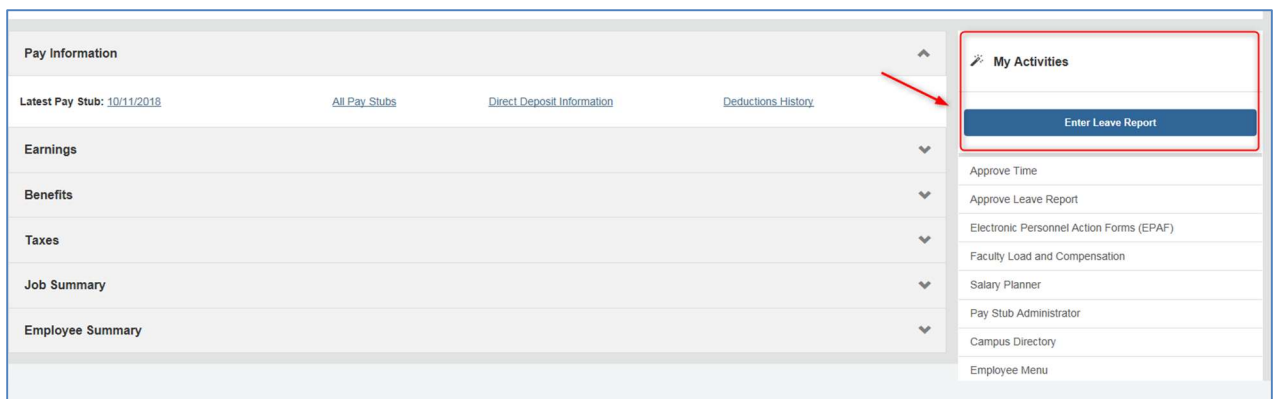 Pay Information
Latest Pay Stub: 10/11/2018 All Pay Stubs Direct Deposit Information Deductions History
Earnings
Benefits
Taxes
Job Summary
Employee Summary
My Activities
Enter Leave Report
Approve Time
Approve Leave Report
Electronic Personnel Action Forms (EPAF)
Faculty Load and Compensation
Salary Planner
Pay Stub Administrator
Campus Directory
Employee Menu